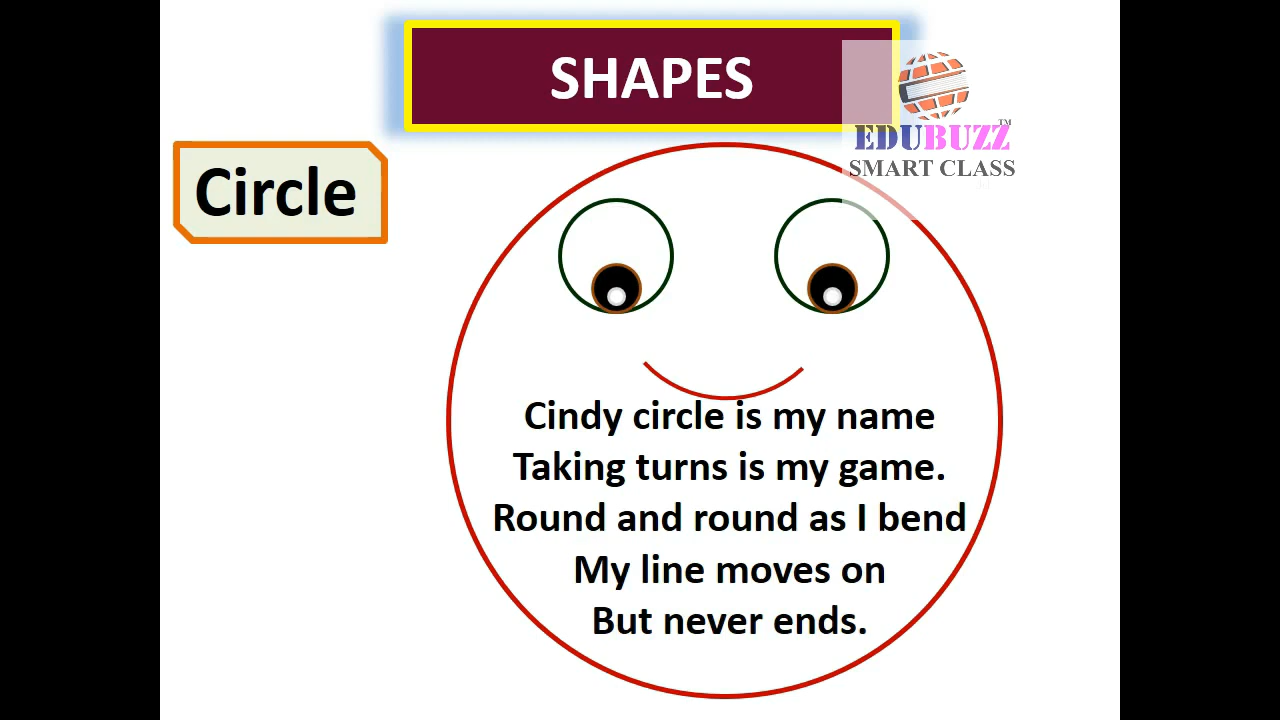 SHAPES
EDUBUZZ™
SMART CLASS
Circle
Cindy circle is my name
Taking turns is my game.
Round and round as I bend
My line moves on
But never ends.